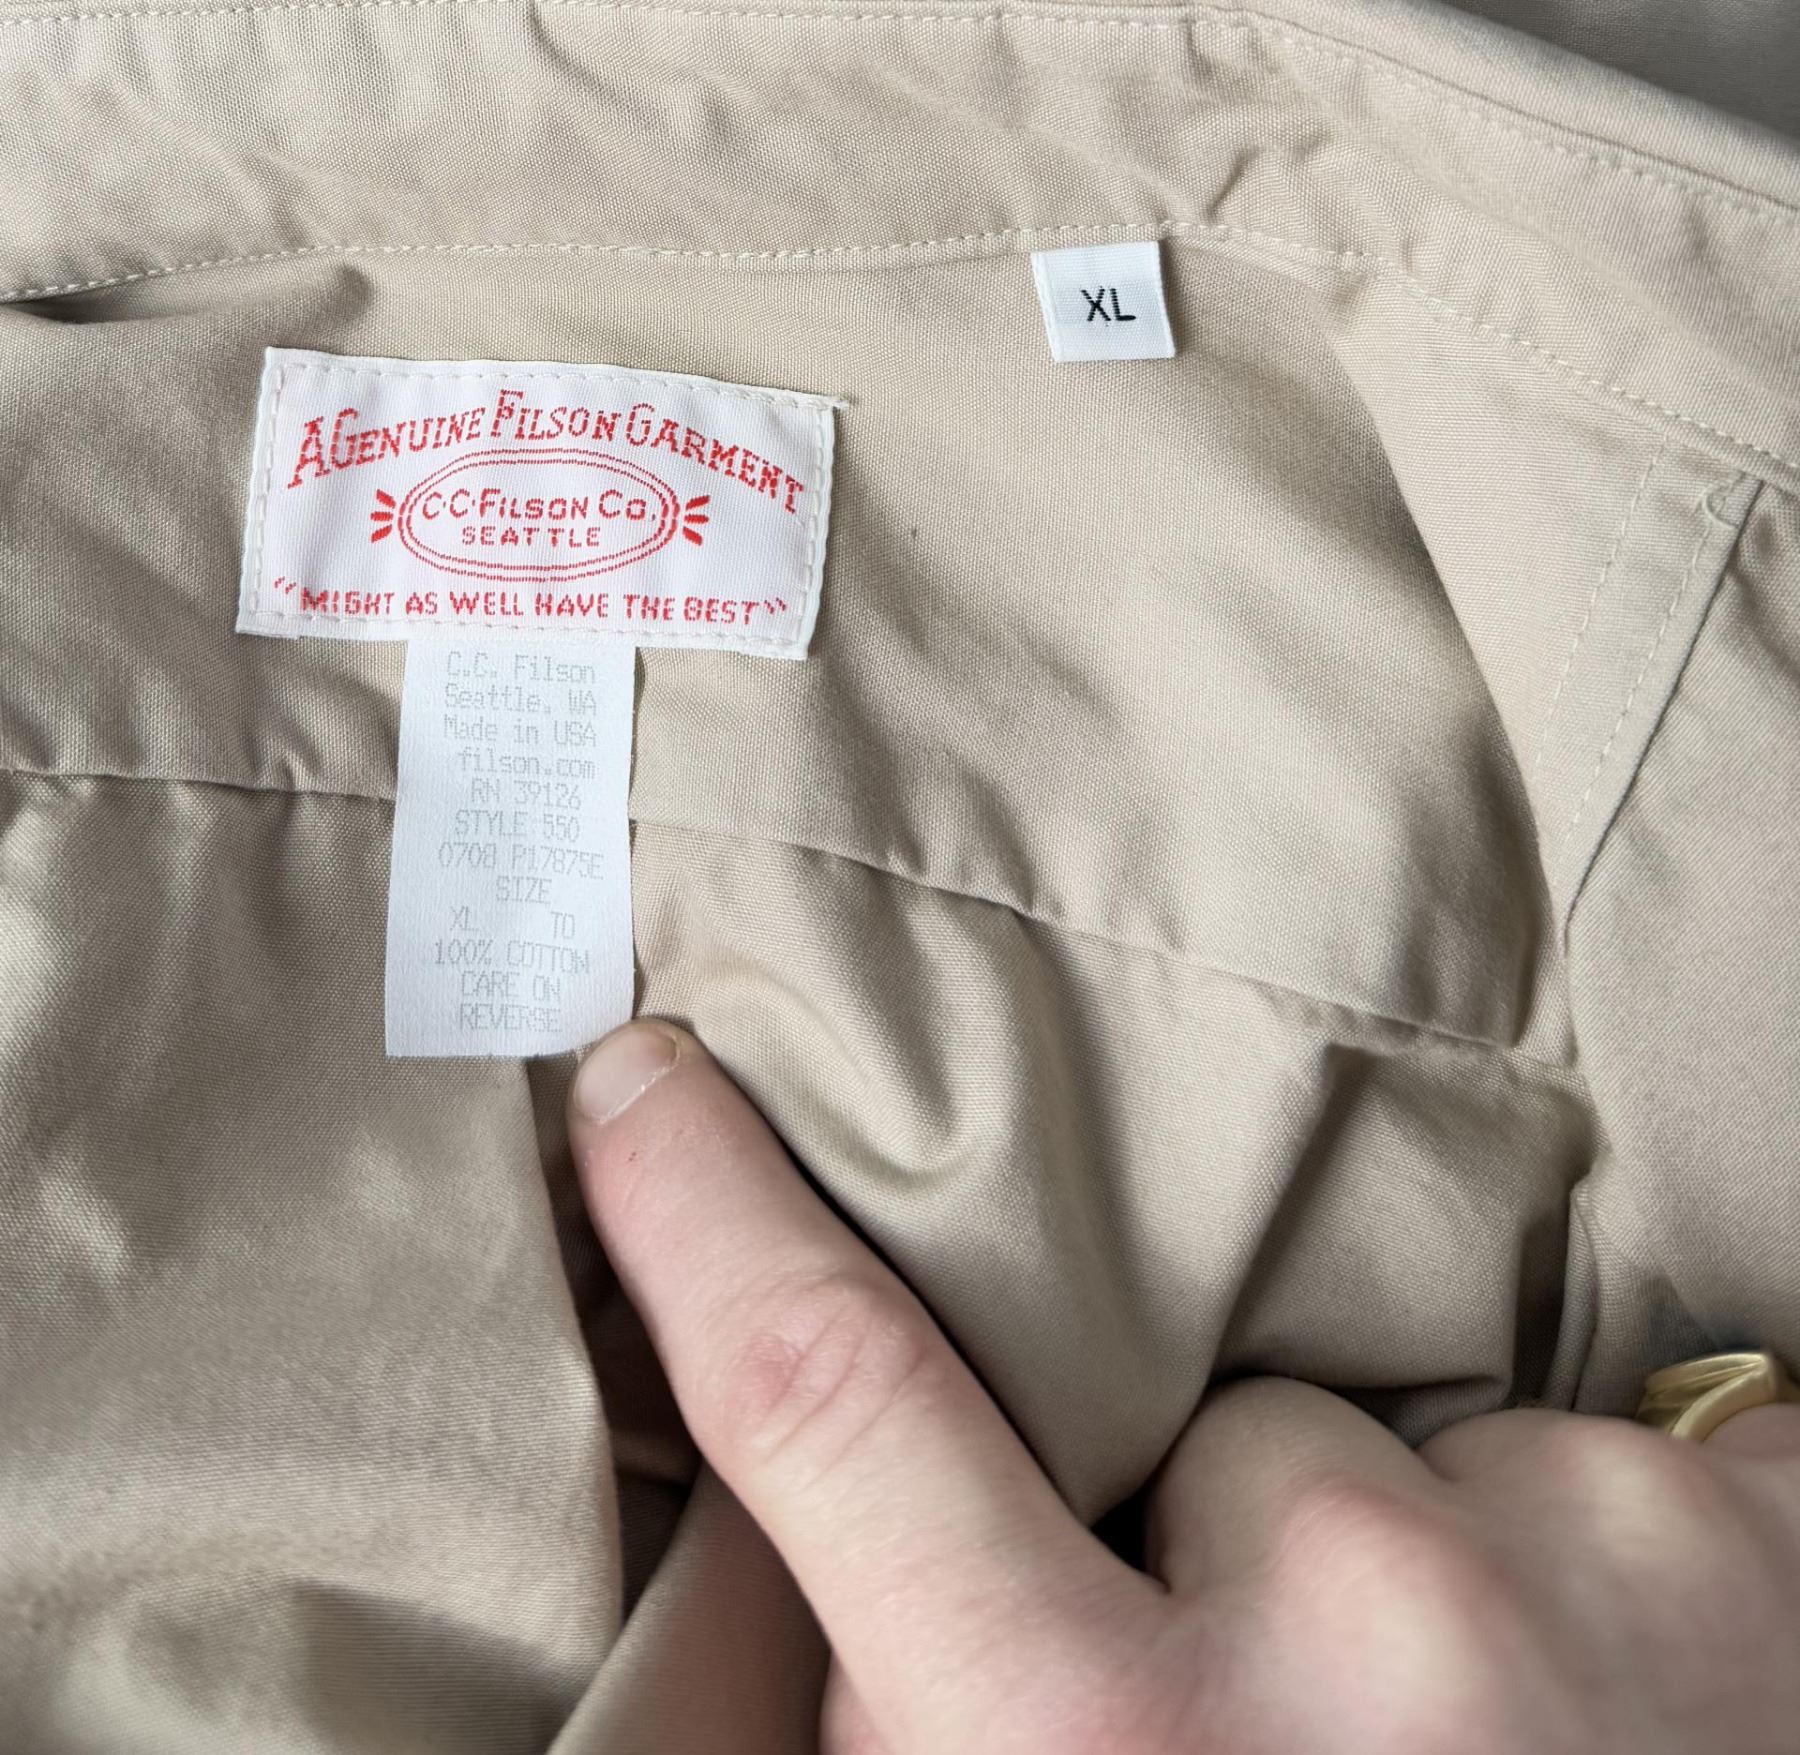 XL
A GENUINE FILSON GARMENT
C·C·FILSON CO.
SEATTLE
"MIGHT AS WELL HAVE THE BEST"
C.C. Filson
Seattle, WA
Made in USA
filson.com
RN 39126
STYLE 550
0708 P17875E
SIZE
XL TO
100% COTTON
CARE ON
REVERSE